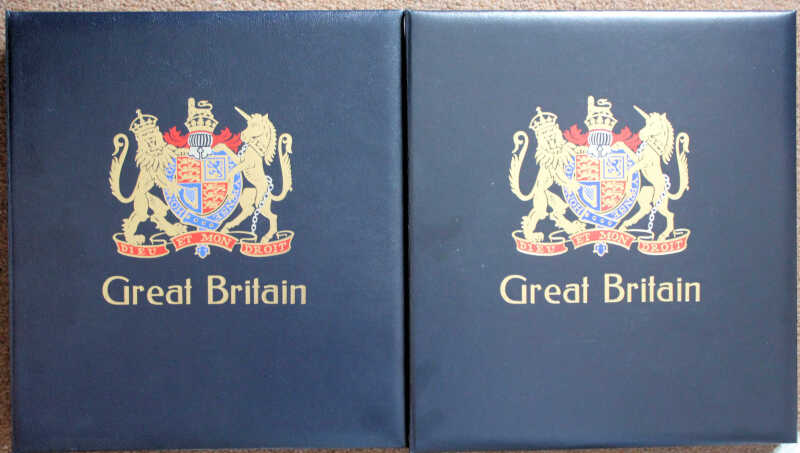 DIEU ET MON DROIT
Great Britain
DIEU ET MON DROIT
Great Britain